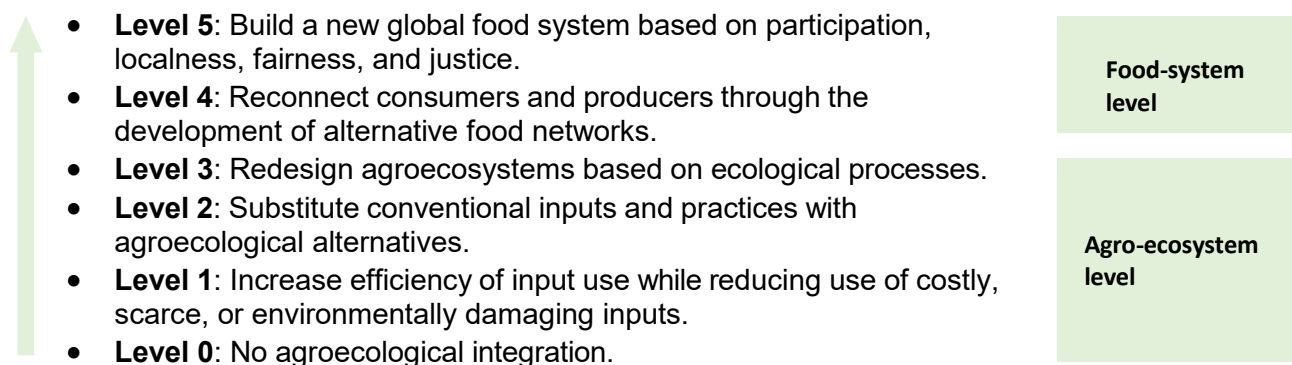 • Level 5: Build a new global food system based on participation,
localness, fairness, and justice.
• Level 4: Reconnect consumers and producers through the
development of alternative food networks.
• Level 3: Redesign agroecosystems based on ecological processes.
• Level 2: Substitute conventional inputs and practices with
agroecological alternatives.
• Level 1: Increase efficiency of input use while reducing use of costly,
scarce, or environmentally damaging inputs.
• Level 0: No agroecological integration.
Food-system
level
Agro-ecosystem
level